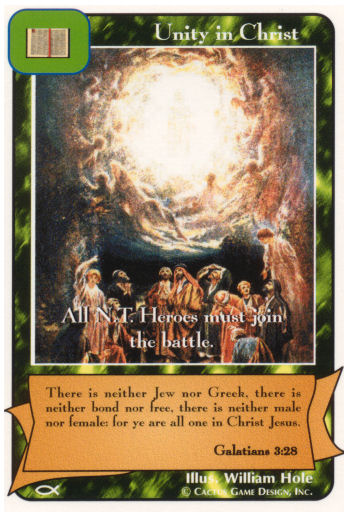 Unity in Christ
All N.T. Heroes must join
the battle.
There is neither Jew nor Greek, there is
neither bond nor free, there is neither male
nor female: for ye are all one in Christ Jesus.
Galatians 3:28
Illus. William Hole
© Cactus Game Design, Inc.